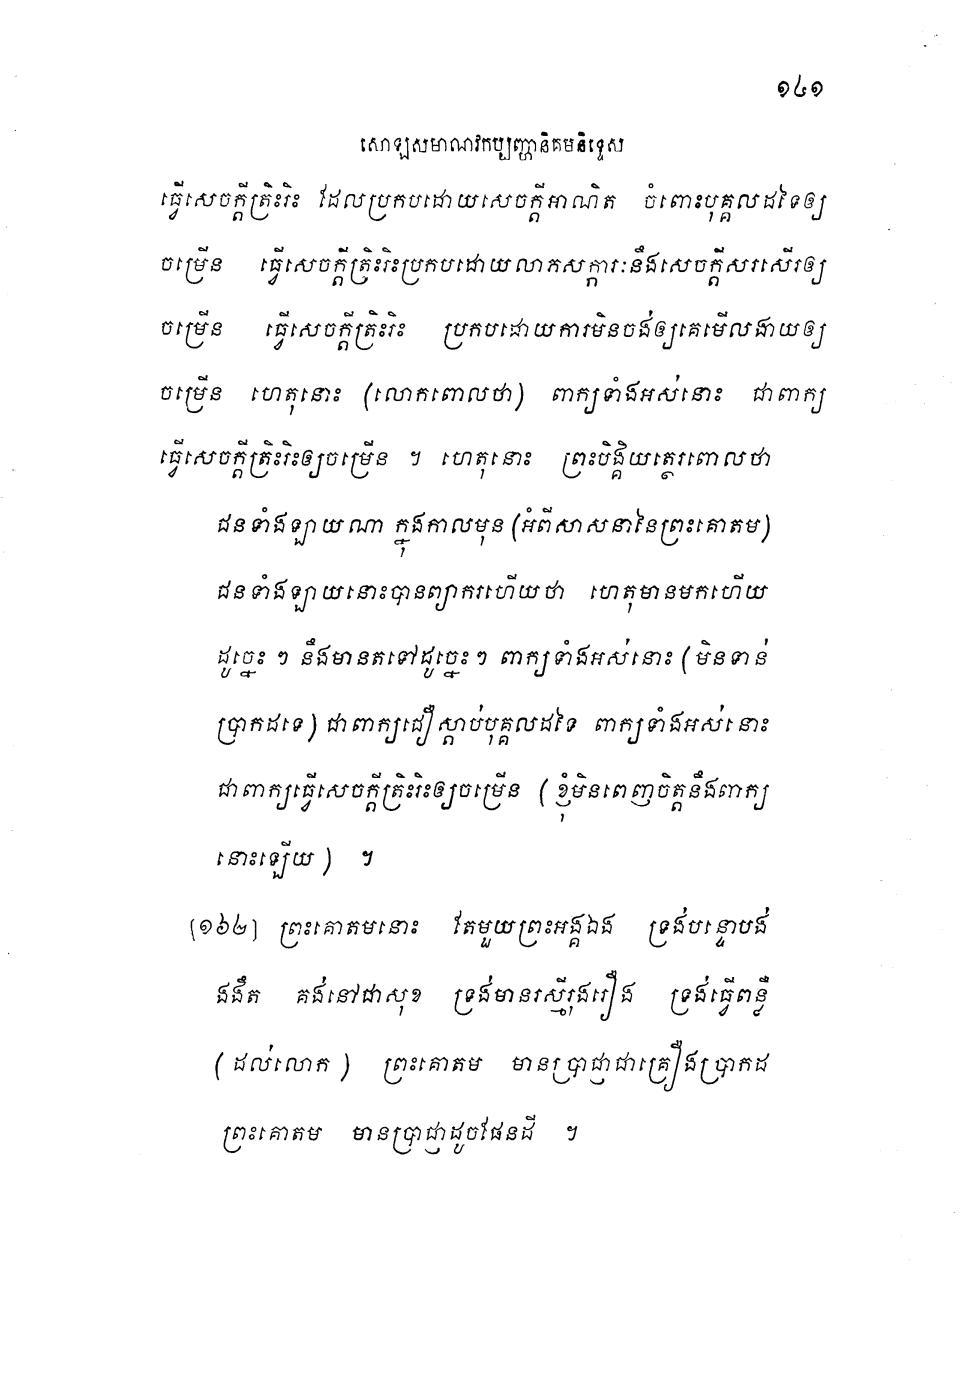 ១៤១
សោឡសមាណវកប្បញ្ហានិគមនិទ្ទេស
ធ្វើសេចក្តីត្រិះរិះ ដែលប្រកបដោយសេចក្តីអាណិត ចំពោះបុគ្គលដទៃឲ្យ
ចម្រើន ធ្វើសេចក្តីត្រិះរិះប្រកបដោយលាភសក្ការៈនឹងសេចក្តីសរសើរឲ្យ
ចម្រើន ធ្វើសេចក្តីត្រិះរិះ ប្រកបដោយការមិនចង់ឲ្យគេមើលងាយឲ្យ
ចម្រើន ហេតុនោះ (លោកពោលថា) ពាក្យទាំងអស់នោះ ជាពាក្យ
ធ្វើសេចក្តីត្រិះរិះឲ្យចម្រើន ។ ហេតុនោះ ព្រះបិង្គិយត្ថេរពោលថា
ជនទាំងឡាយណា ក្នុងកាលមុន (អំពីសាសនានៃព្រះគោតម)
ជនទាំងឡាយនោះបានព្យាករហើយថា ហេតុមានមកហើយ
ដូច្នេះ ៗ នឹងមានតទៅដូច្នេះ ៗ ពាក្យទាំងអស់នោះ (មិនទាន់
ប្រាកដទេ) ជាពាក្យជឿស្តាប់បុគ្គលដទៃ ពាក្យទាំងអស់នោះ
ជាពាក្យធ្វើសេចក្តីត្រិះរិះឲ្យចម្រើន (ខ្ញុំមិនពេញចិត្តនឹងពាក្យ
នោះឡើយ) ។
[១៦៤] ព្រះគោតមនោះ តែមួយព្រះអង្គឯង ទ្រង់បន្ទោបង់
ងងឹត គង់នៅជាសុខ ទ្រង់មានរស្មីរុងរឿង ទ្រង់ធ្វើពន្លឺ
(ដល់លោក) ព្រះគោតម មានប្រាជ្ញាជាគ្រឿងប្រាកដ
ព្រះគោតម មានប្រាជ្ញាដូចផែនដី ។